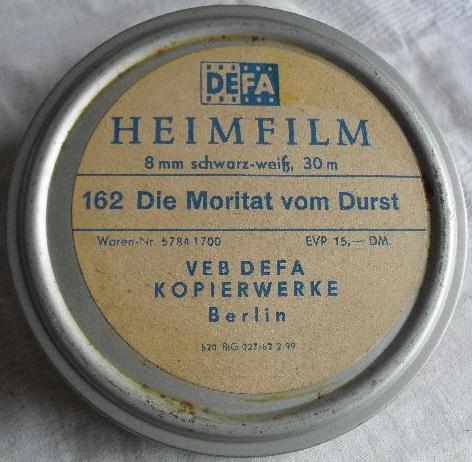 DEFA
HEIMFILM
8 mm schwarz-weiß, 30 m
162 Die Moritat vom Durst
Waren-Nr 5784 1700 EVP 15,— DM
VEB DEFA
KOPIERWERKE
Berlin